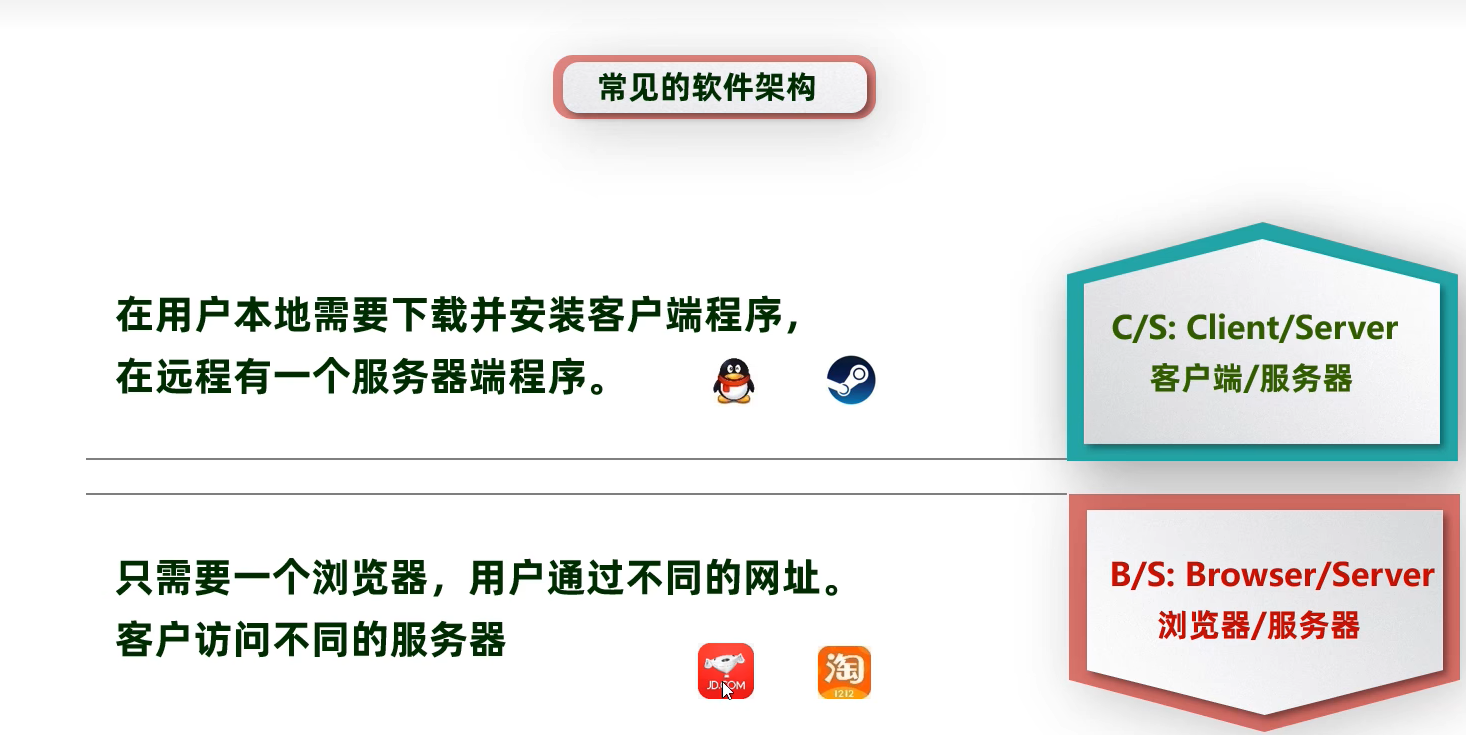 常见的软件架构
在用户本地需要下载并安装客户端程序，
在远程有一个服务器端程序。
C/S: Client/Server
客户端/服务器
只需要一个浏览器，用户通过不同的网址。
客户访问不同的服务器
B/S: Browser/Server
浏览器/服务器
JD.COM
淘
1212